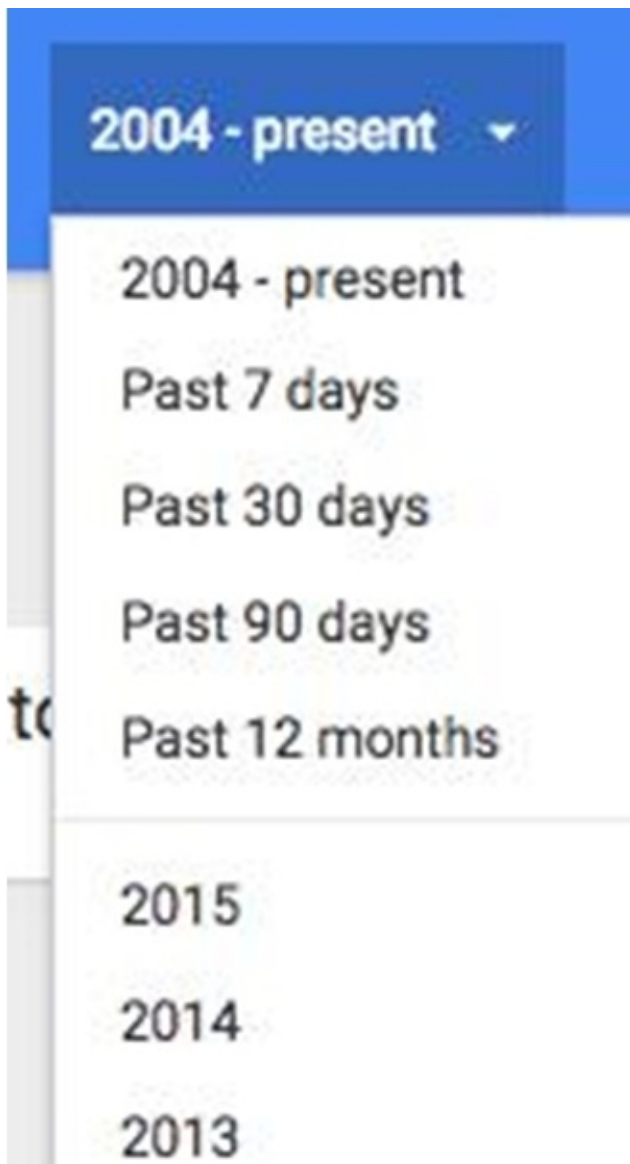 2004 - present
2004 - present
Past 7 days
Past 30 days
Past 90 days
Past 12 months
2015
2014
2013